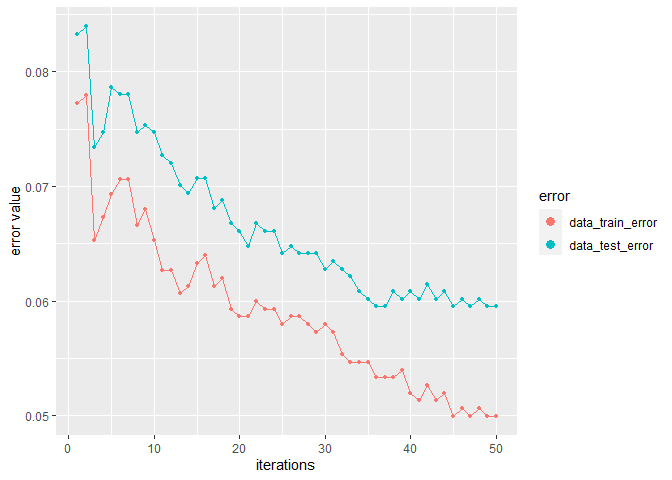 0.08
0.07
0.06
0.05
error value
0
10
20
30
40
50
iterations
error
data_train_error
data_test_error